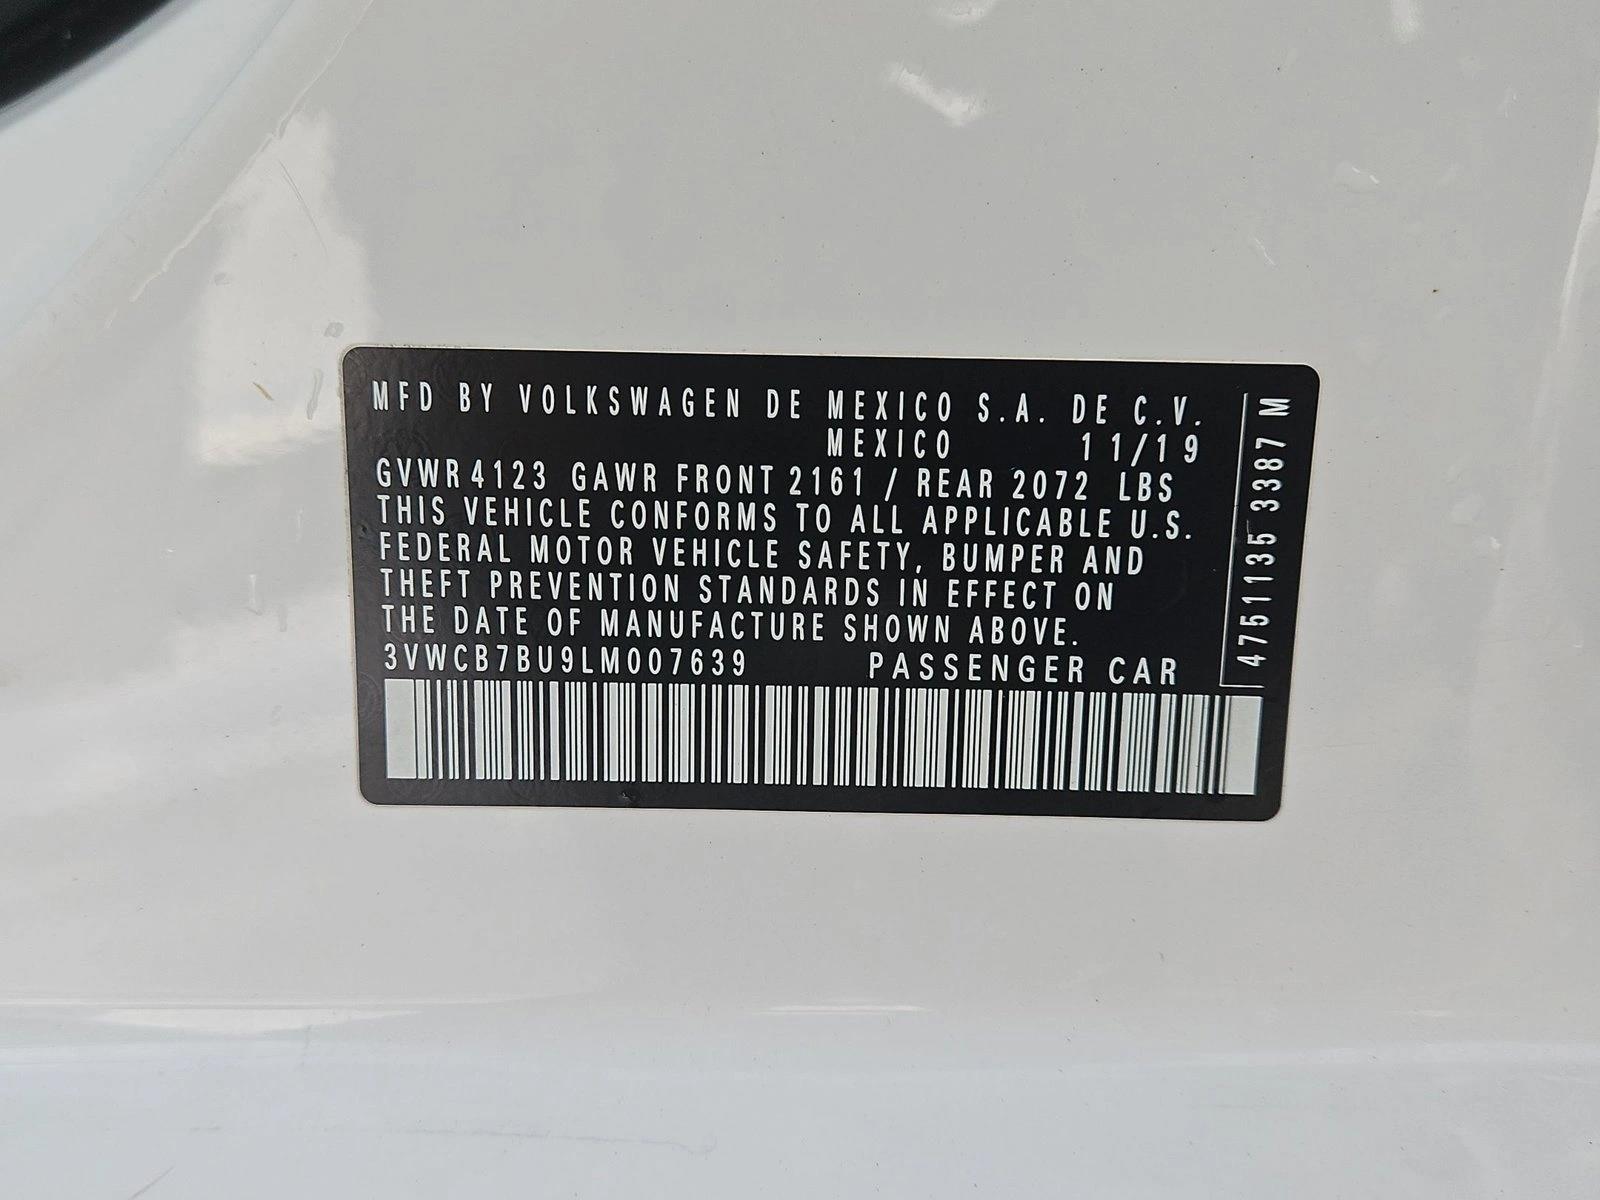 MFD BY VOLKSWAGEN DE MEXICO S.A. DE C.V.
MEXICO 11/19
GVWR 4123 GAWR FRONT 2161 / REAR 2072 LBS
THIS VEHICLE CONFORMS TO ALL APPLICABLE U.S.
FEDERAL MOTOR VEHICLE SAFETY, BUMPER AND
THEFT PREVENTION STANDARDS IN EFFECT ON
THE DATE OF MANUFACTURE SHOWN ABOVE.
3VWCB7BU9LM007639 PASSENGER CAR
4751135 3387 M